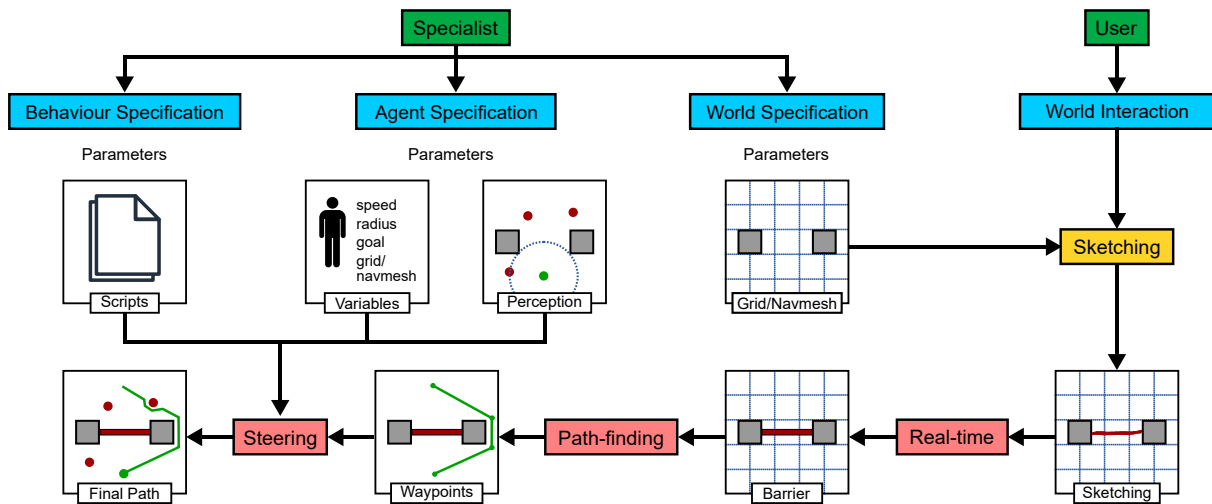 Specialist
User
Behaviour Specification
Agent Specification
World Specification
World Interaction
Parameters
Parameters
Parameters
speed
radius
goal
grid/
navmesh
Sketching
Scripts
Variables
Perception
Grid/Navmesh
Steering
Path-finding
Real-time
Final Path
Waypoints
Barrier
Sketching